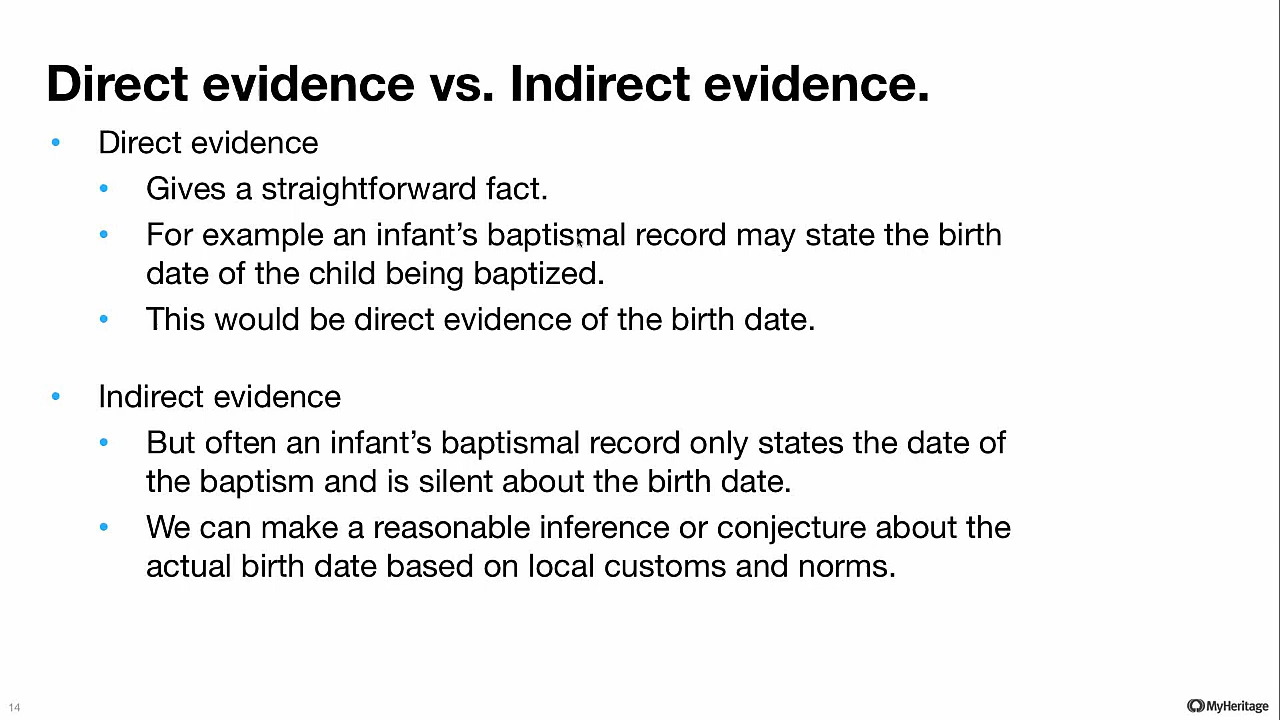 Direct evidence vs. Indirect evidence.
• Direct evidence
• Gives a straightforward fact.
• For example an infant’s baptismal record may state the birth
date of the child being baptized.
• This would be direct evidence of the birth date.
• Indirect evidence
• But often an infant’s baptismal record only states the date of
the baptism and is silent about the birth date.
• We can make a reasonable inference or conjecture about the
actual birth date based on local customs and norms.
14
MyHeritage